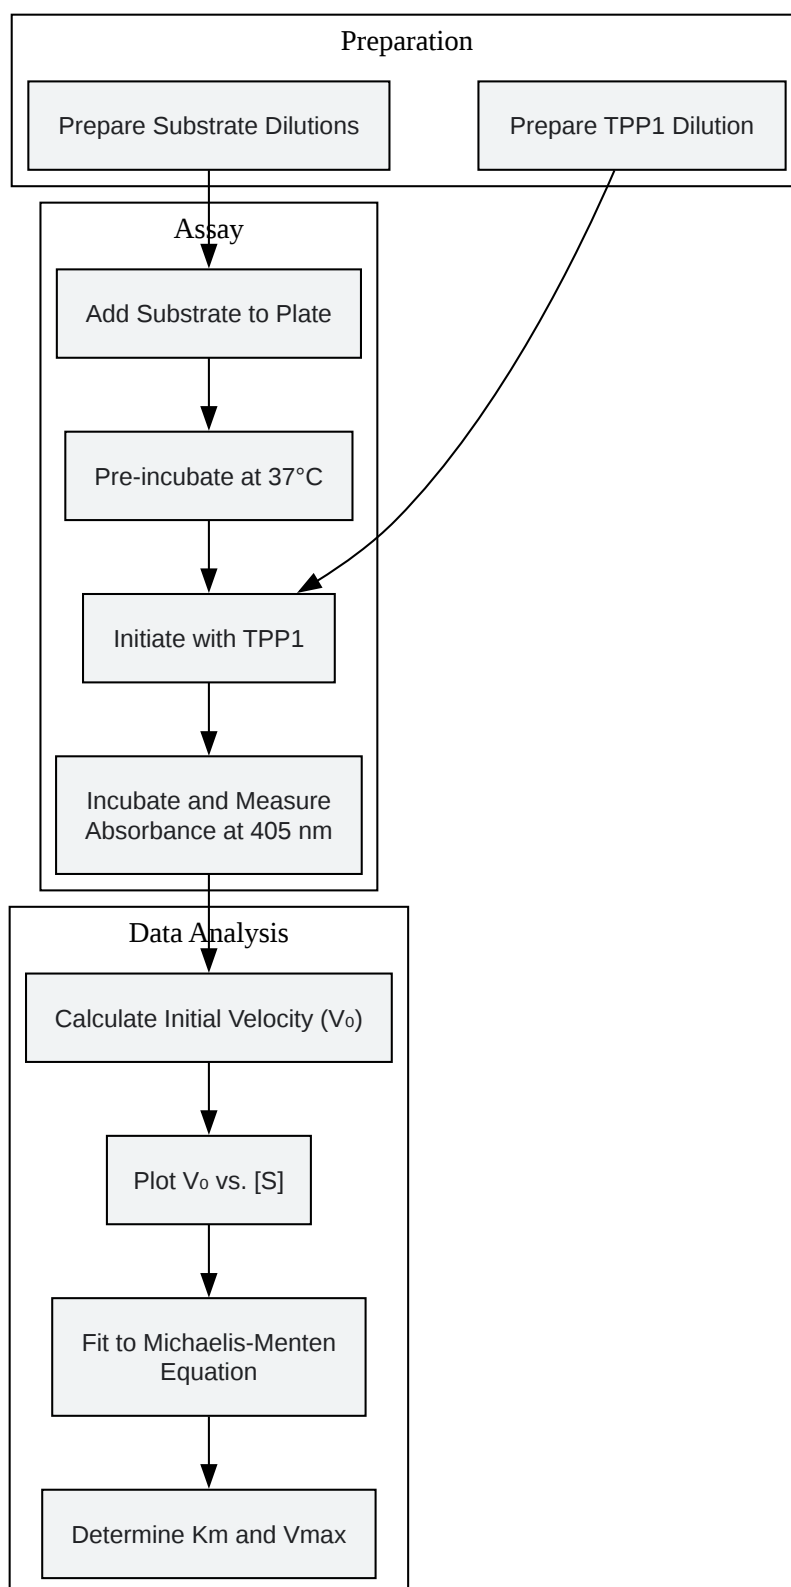 Preparation
Prepare Substrate Dilutions
Prepare TPP1 Dilution
Assay
Add Substrate to Plate
Pre-incubate at 37°C
Initiate with TPP1
Incubate and Measure
Absorbance at 405 nm
Data Analysis
Calculate Initial Velocity (V₀)
Plot V₀ vs. [S]
Fit to Michaelis-Menten
Equation
Determine Km and Vmax